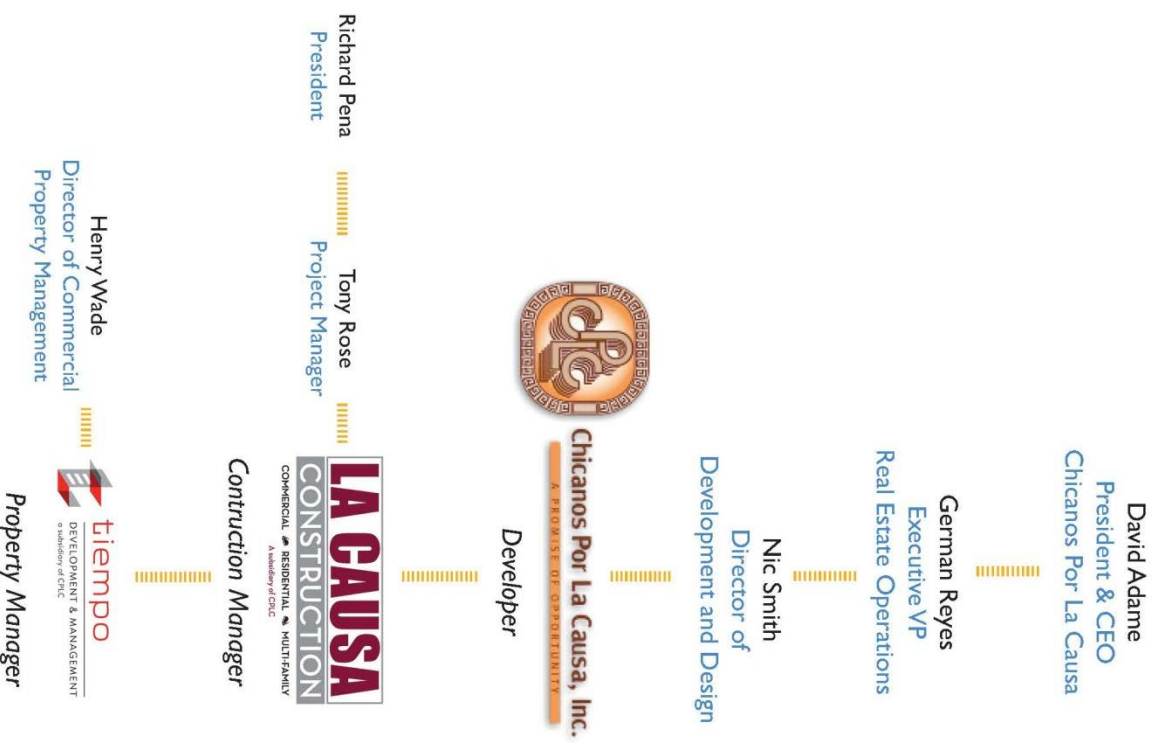 David Adame
President & CEO
Chicanos Por La Causa
German Reyes
Executive VP
Real Estate Operations
Nic Smith
Director of
Development and Design
CPLC
Chicanos Por La Causa, Inc.
A PROMISE OF OPPORTUNITY
Developer
Richard Pena
President
Tony Rose
Project Manager
LA CAUSA
CONSTRUCTION
COMMERCIAL RESIDENTIAL MULTI-FAMILY
A subsidiary of CPLC
Contruction Manager
Henry Wade
Director of Commercial
Property Management
tiempo
DEVELOPMENT & MANAGEMENT
a subsidiary of CPLC
Property Manager